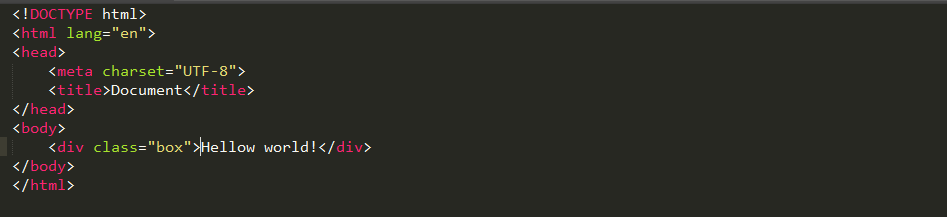 <!DOCTYPE html>
<html lang="en">
<head>
    <meta charset="UTF-8">
    <title>Document</title>
</head>
<body>
    <div class="box">Hellow world!</div>
</body>
</html>